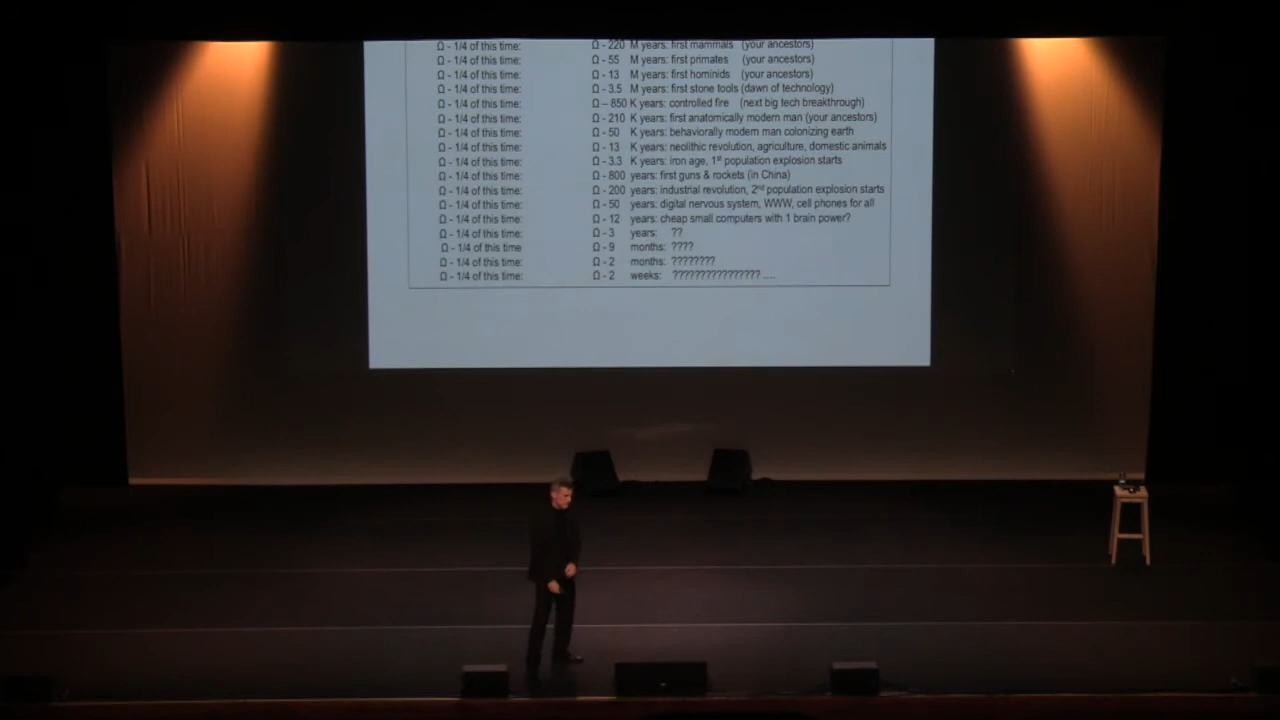 Ω - 1/4 of this time: Ω - 220 M years: first mammals (your ancestors)
Ω - 1/4 of this time: Ω - 55 M years: first primates (your ancestors)
Ω - 1/4 of this time: Ω - 13 M years: first hominids (your ancestors)
Ω - 1/4 of this time: Ω - 3.5 M years: first stone tools (dawn of technology)
Ω - 1/4 of this time: Ω – 850 K years: controlled fire (next big tech breakthrough)
Ω - 1/4 of this time: Ω - 210 K years: first anatomically modern man (your ancestors)
Ω - 1/4 of this time: Ω - 50 K years: behaviorally modern man colonizing earth
Ω - 1/4 of this time: Ω - 13 K years: neolithic revolution, agriculture, domestic animals
Ω - 1/4 of this time: Ω - 3.3 K years: iron age, 1st population explosion starts
Ω - 1/4 of this time: Ω - 800 years: first guns & rockets (in China)
Ω - 1/4 of this time: Ω - 200 years: industrial revolution, 2nd population explosion starts
Ω - 1/4 of this time: Ω - 50 years: digital nervous system, WWW, cell phones for all
Ω - 1/4 of this time: Ω - 12 years: cheap small computers with 1 brain power?
Ω - 1/4 of this time: Ω - 3 years: ??
Ω - 1/4 of this time Ω - 9 months: ????
Ω - 1/4 of this time: Ω - 2 months: ????????
Ω - 1/4 of this time: Ω - 2 weeks: ???????????????? ....